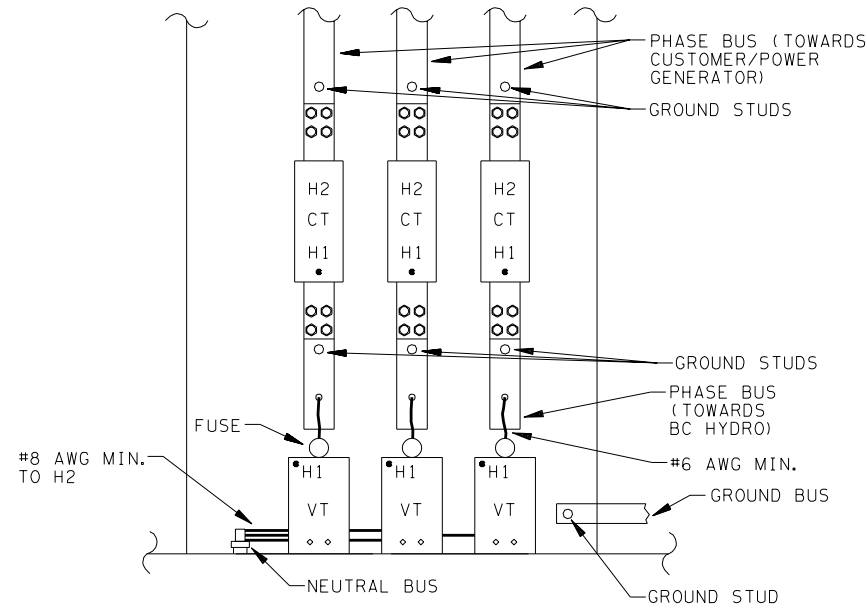 PHASE BUS (TOWARDS
CUSTOMER/POWER
GENERATOR)
GROUND STUDS
H2 H2 H2
CT CT CT
H1 H1 H1
GROUND STUDS
PHASE BUS
(TOWARDS
BC HYDRO)
FUSE
#8 AWG MIN.
TO H2
#6 AWG MIN.
H1 H1 H1
VT VT VT
GROUND BUS
NEUTRAL BUS
GROUND STUD